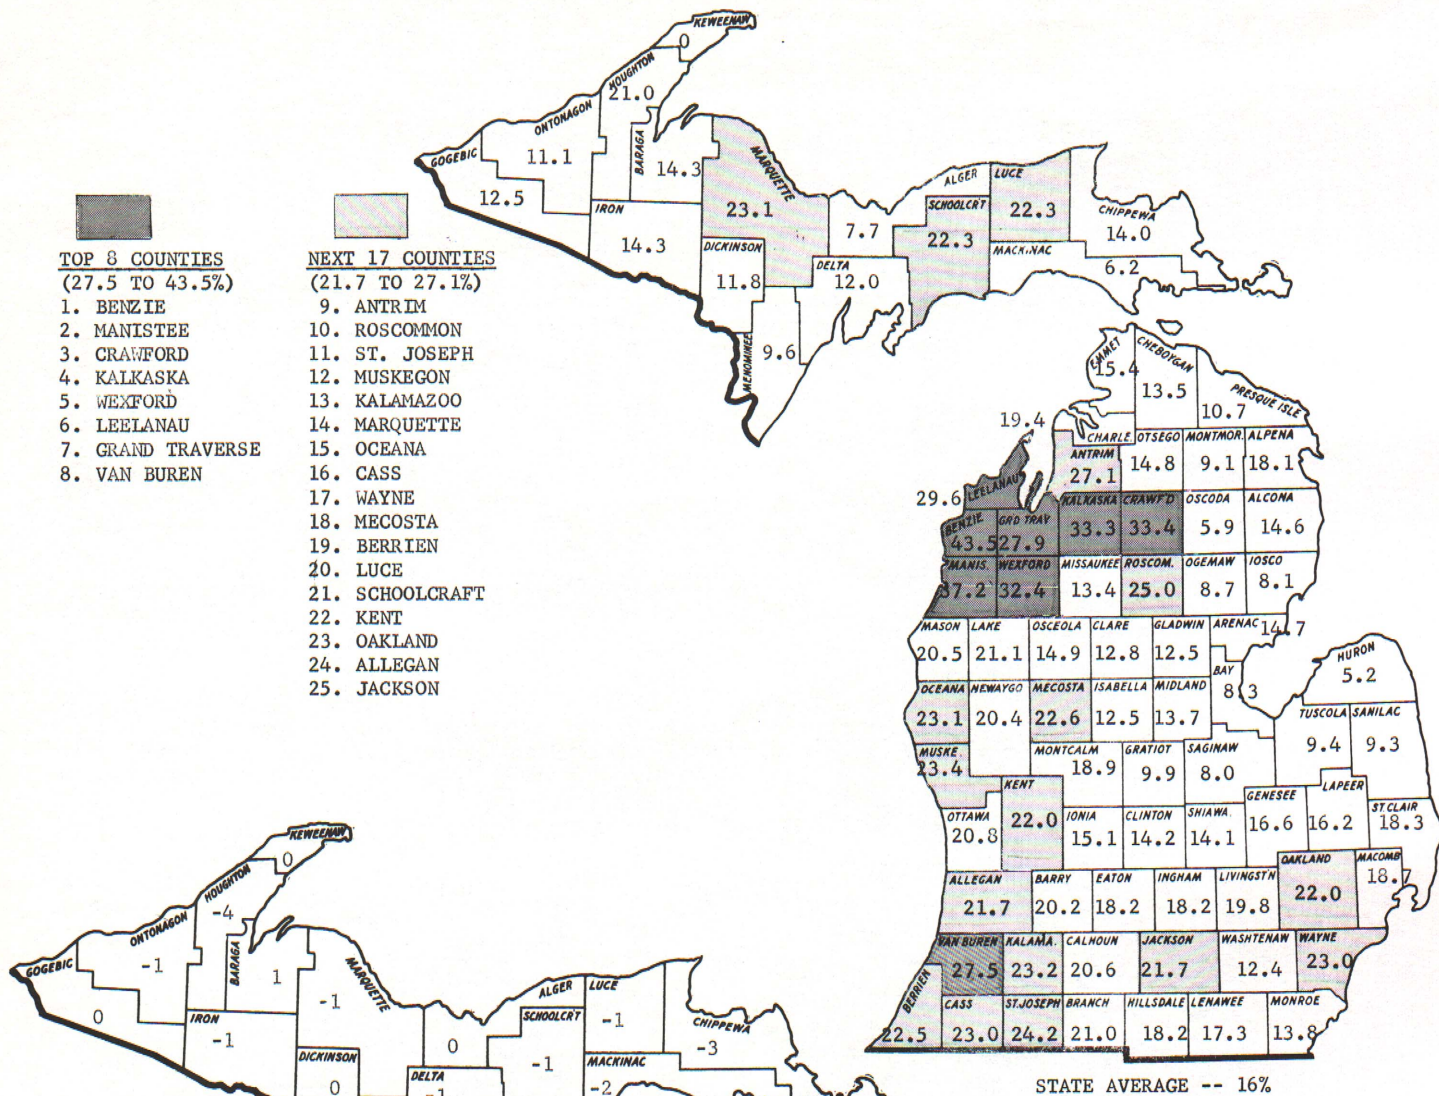 KEWEENAW
0
HOUGHTON
21.0
ONTONAGON
11.1
BARAGA
14.3
GOGEBIC
12.5
IRON
14.3
MARQUETTE
23.1
DICKINSON
11.8
MENOMINEE
9.6
DELTA
12.0
ALGER
7.7
SCHOOLCR'T
22.3
LUCE
22.3
CHIPPEWA
14.0
MACKINAC
6.2
TOP 8 COUNTIES
(27.5 TO 43.5%)
1. BENZIE
2. MANISTEE
3. CRAWFORD
4. KALKASKA
5. WEXFORD
6. LEELANAU
7. GRAND TRAVERSE
8. VAN BUREN
NEXT 17 COUNTIES
(21.7 TO 27.1%)
9. ANTRIM
10. ROSCOMMON
11. ST. JOSEPH
12. MUSKEGON
13. KALAMAZOO
14. MARQUETTE
15. OCEANA
16. CASS
17. WAYNE
18. MECOSTA
19. BERRIEN
20. LUCE
21. SCHOOLCRAFT
22. KENT
23. OAKLAND
24. ALLEGAN
25. JACKSON
EMMET
15.4
CHEBOYGAN
13.5
PRESQUE ISLE
10.7
19.4
CHARLE. OTSEGO MONTMOR. ALPENA
ANTRIM
27.1 14.8 9.1 18.1
29.6 LEELANAU
KALKASKA CRAWF'D OSCODA ALCONA
33.3 33.4 5.9 14.6
BENZIE GRD TRAV
43.5 27.9
MANIS. WEXFORD MISSAUKEE ROSCOM. OGEMAW IOSCO
37.2 32.4 13.4 25.0 8.7 8.1
MASON LAKE OSCEOLA CLARE GLADWIN ARENAC 14.7
20.5 21.1 14.9 12.8 12.5
HURON
5.2
BAY
8.3
OCEANA NEWAYGO MECOSTA ISABELLA MIDLAND
23.1 20.4 22.6 12.5 13.7
TUSCOLA SANILAC
9.4 9.3
MUSKE. MONTCALM GRATIOT SAGINAW
23.4 18.9 9.9 8.0
KENT
22.0
GENESEE LAPEER ST.CLAIR
16.6 16.2 18.3
OTTAWA IONIA CLINTON SHIAWA.
20.8 15.1 14.2 14.1
OAKLAND MACOMB
22.0 18.7
ALLEGAN BARRY EATON INGHAM LIVINGST'N
21.7 20.2 18.2 18.2 19.8
VAN BUREN KALAMA. CALHOUN JACKSON WASHTENAW WAYNE
27.5 23.2 20.6 21.7 12.4 23.0
BERRIEN CASS ST.JOSEPH BRANCH HILLSDALE LENAWEE MONROE
22.5 23.0 24.2 21.0 18.2 17.3 13.8
STATE AVERAGE -- 16%
KEWEENAW
0
HOUGHTON
-4
ONTONAGON
-1
BARAGA
1
GOGEBIC
0
IRON
-1
MARQUETTE
-1
DICKINSON
0
DELTA
-1
ALGER
0
SCHOOLCR'T
-1
LUCE
-1
CHIPPEWA
-3
MACKINAC
-2